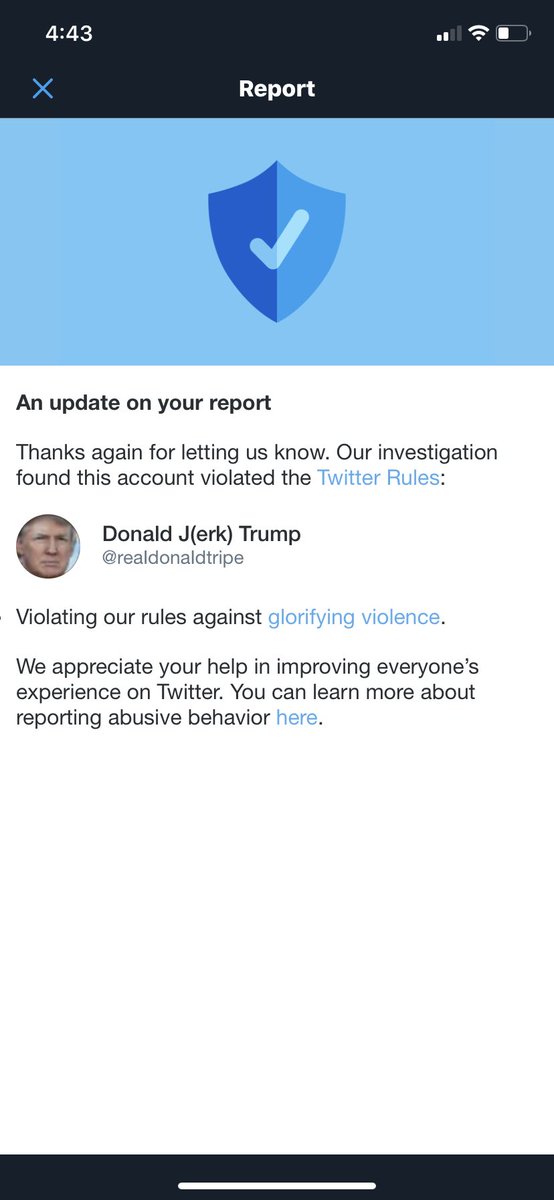 4:43
Report
An update on your report
Thanks again for letting us know. Our investigation
found this account violated the Twitter Rules:
Donald J(erk) Trump
@realdonaldtripe
Violating our rules against glorifying violence.
We appreciate your help in improving everyone’s
experience on Twitter. You can learn more about
reporting abusive behavior here.